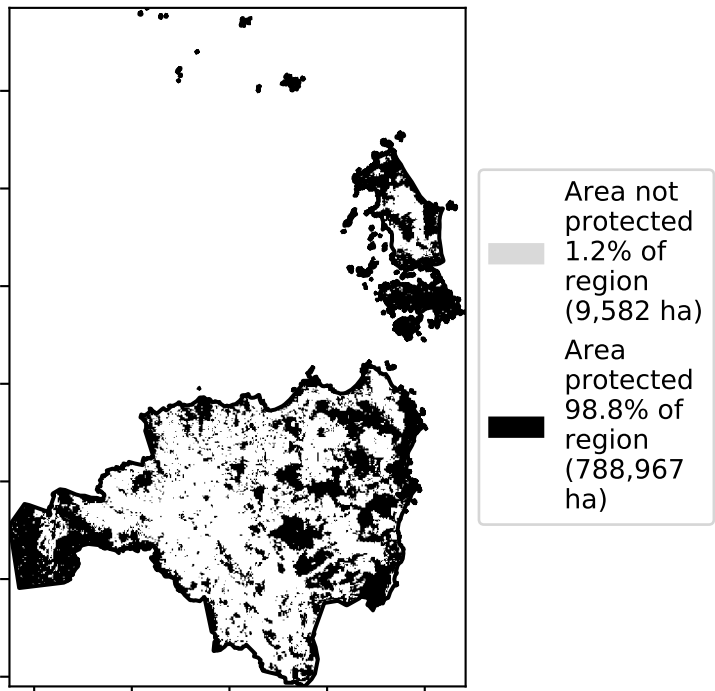 Area not
protected
1.2% of
region
(9,582 ha)
Area
protected
98.8% of
region
(788,967
ha)